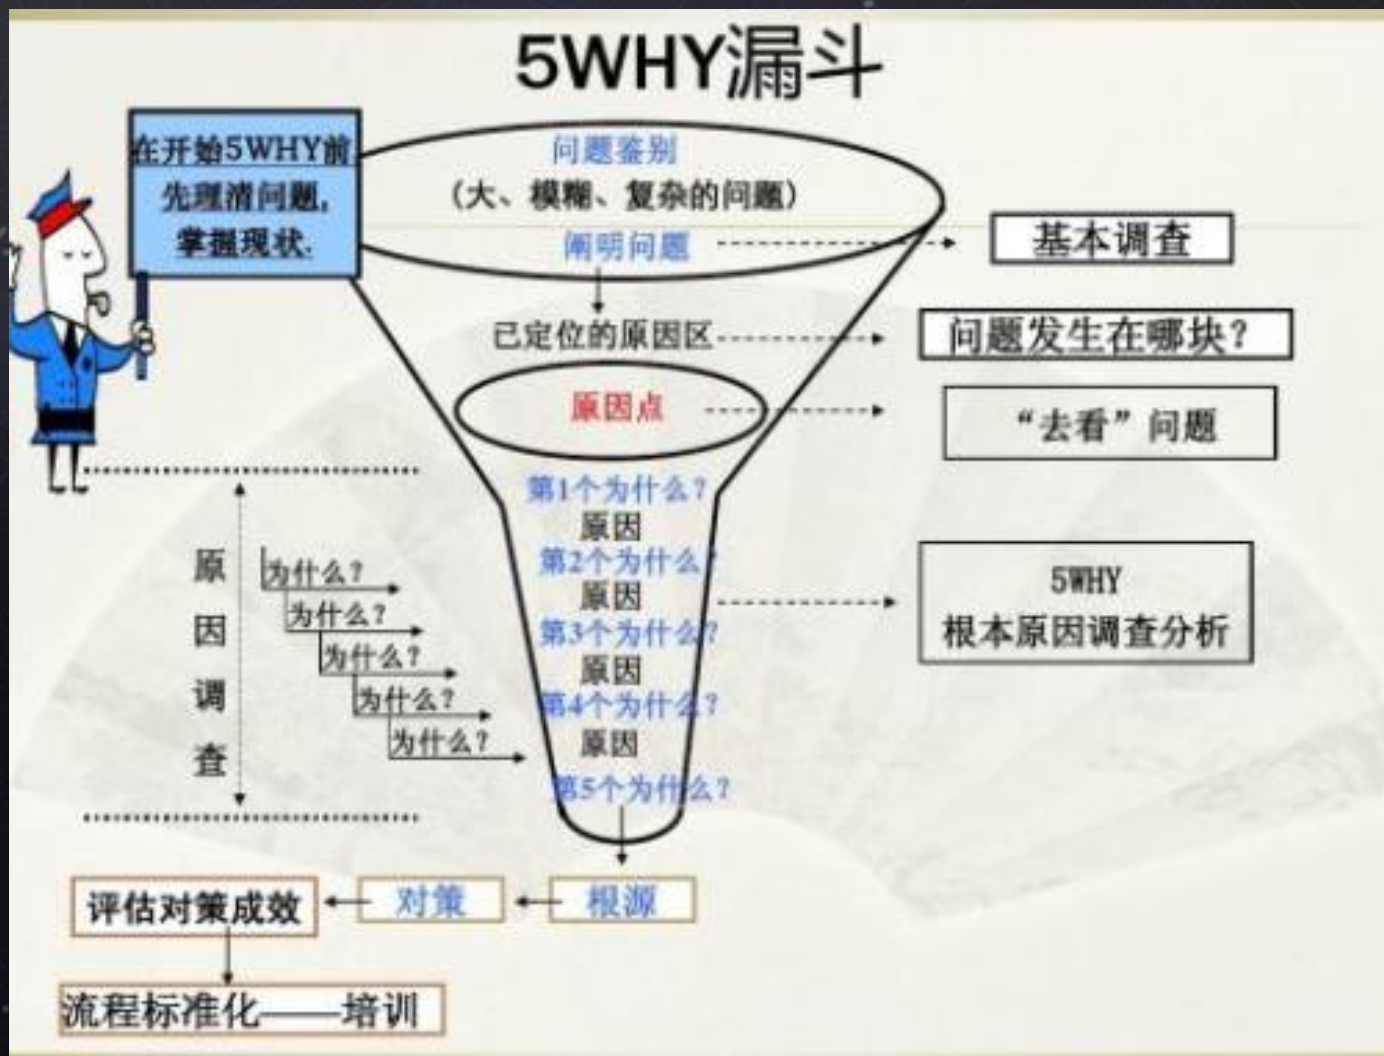 5WHY漏斗
在开始5WHY前
先理清问题,
掌握现状.
问题鉴别
(大、模糊、复杂的问题)
阐明问题
基本调查
已定位的原因区
问题发生在哪块?
原因点
“去看”问题
第1个为什么?
原因
第2个为什么?
原因
第3个为什么?
原因
第4个为什么?
原因
第5个为什么?
5WHY
根本原因调查分析
原
因
调
查
为什么?
为什么?
为什么?
为什么?
为什么?
根源
对策
评估对策成效
流程标准化——培训